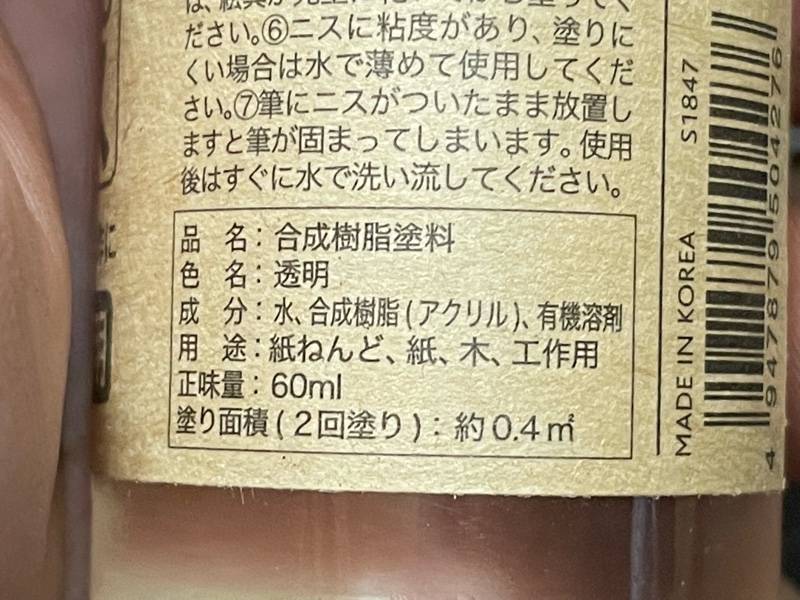 ださい。⑥ニスに粘度があり、塗りに
くい場合は水で薄めて使用してくだ
さい。⑦筆にニスがついたまま放置し
ますと筆が固まってしまいます。使用
後はすぐに水で洗い流してください。
品 名：合成樹脂塗料
色 名：透明
成 分：水、合成樹脂(アクリル)、有機溶剤
用 途：紙ねんど、紙、木、工作用
正味量：60ml
塗り面積(2回塗り)：約0.4㎡
MADE IN KOREA S1847
4947879504276